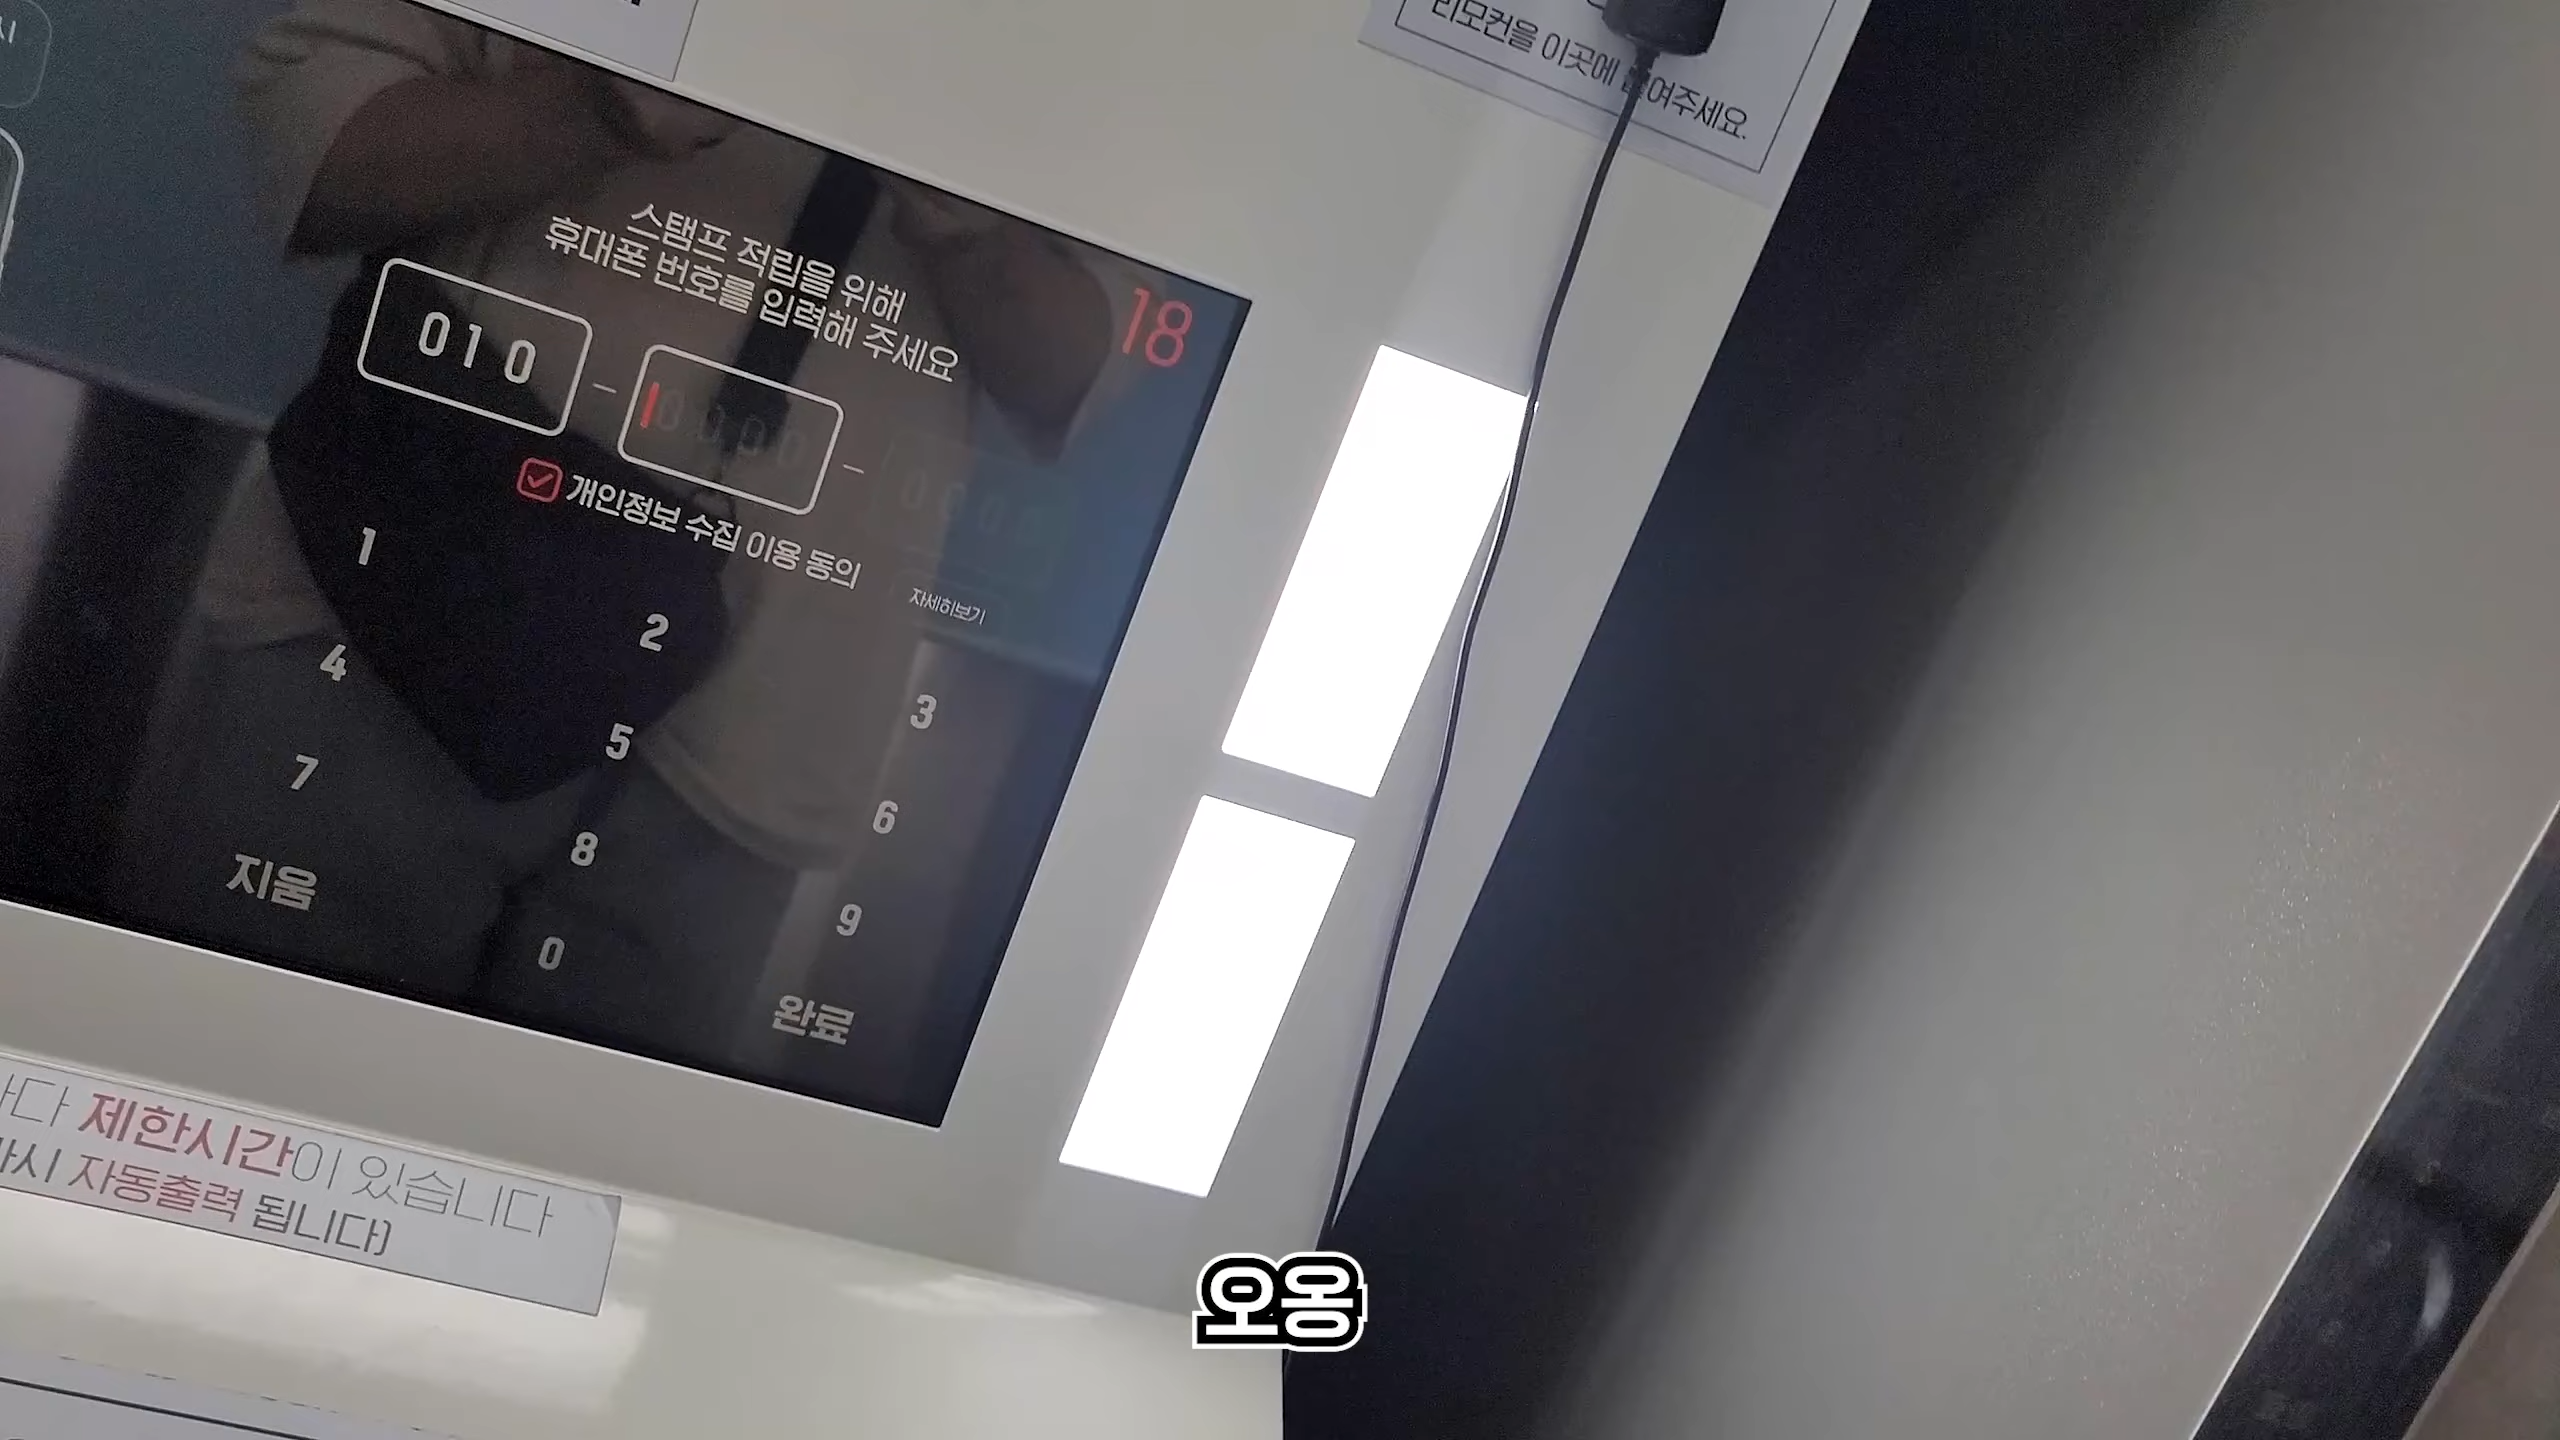 리모컨을 이곳에 여주세요.
스탬프 적립을 위해
휴대폰 번호를 입력해 주세요
18
010 - 0000 - 0000
개인정보 수집 이용 동의
자세히보기
1 2 3
4 5 6
7 8 9
지움 0 완료
제한시간이 있습니다
자동출력 됩니다)
오옹